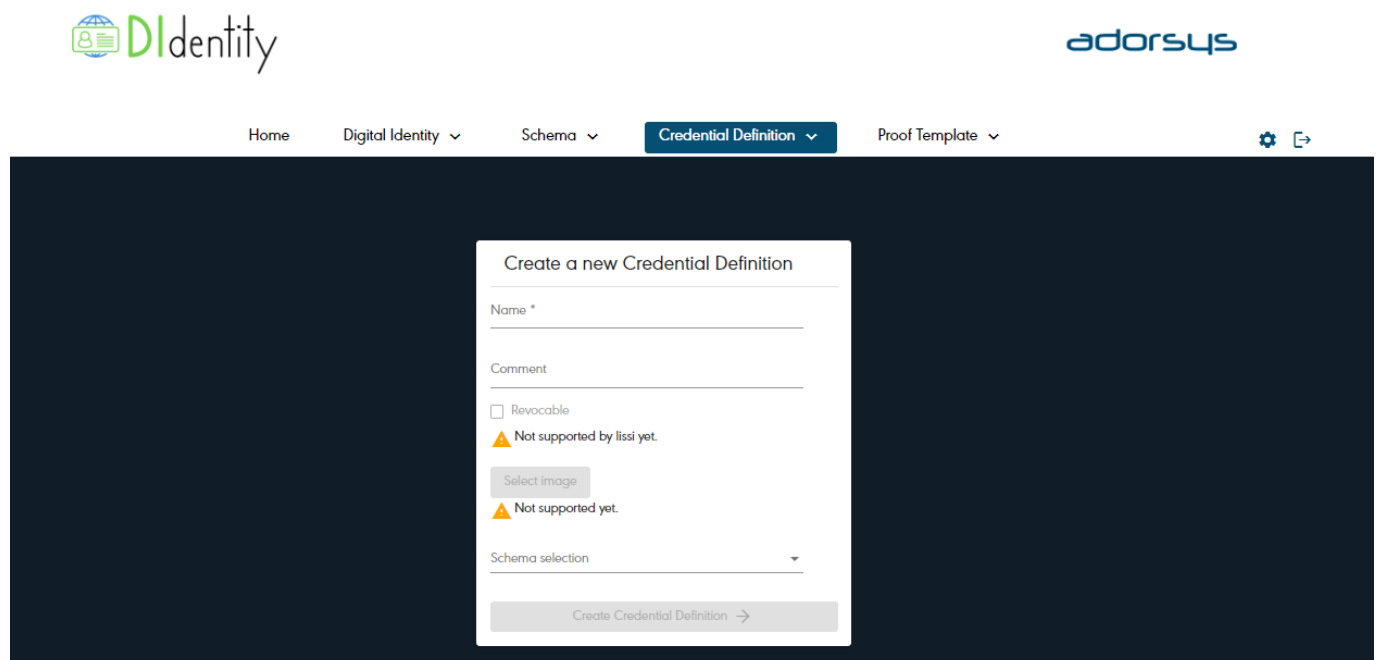 DIdentity
adorsys
Home Digital Identity Schema Credential Definition Proof Template
Create a new Credential Definition
Name *
Comment
Revocable
Not supported by lissi yet.
Select image
Not supported yet.
Schema selection
Create Credential Definition →